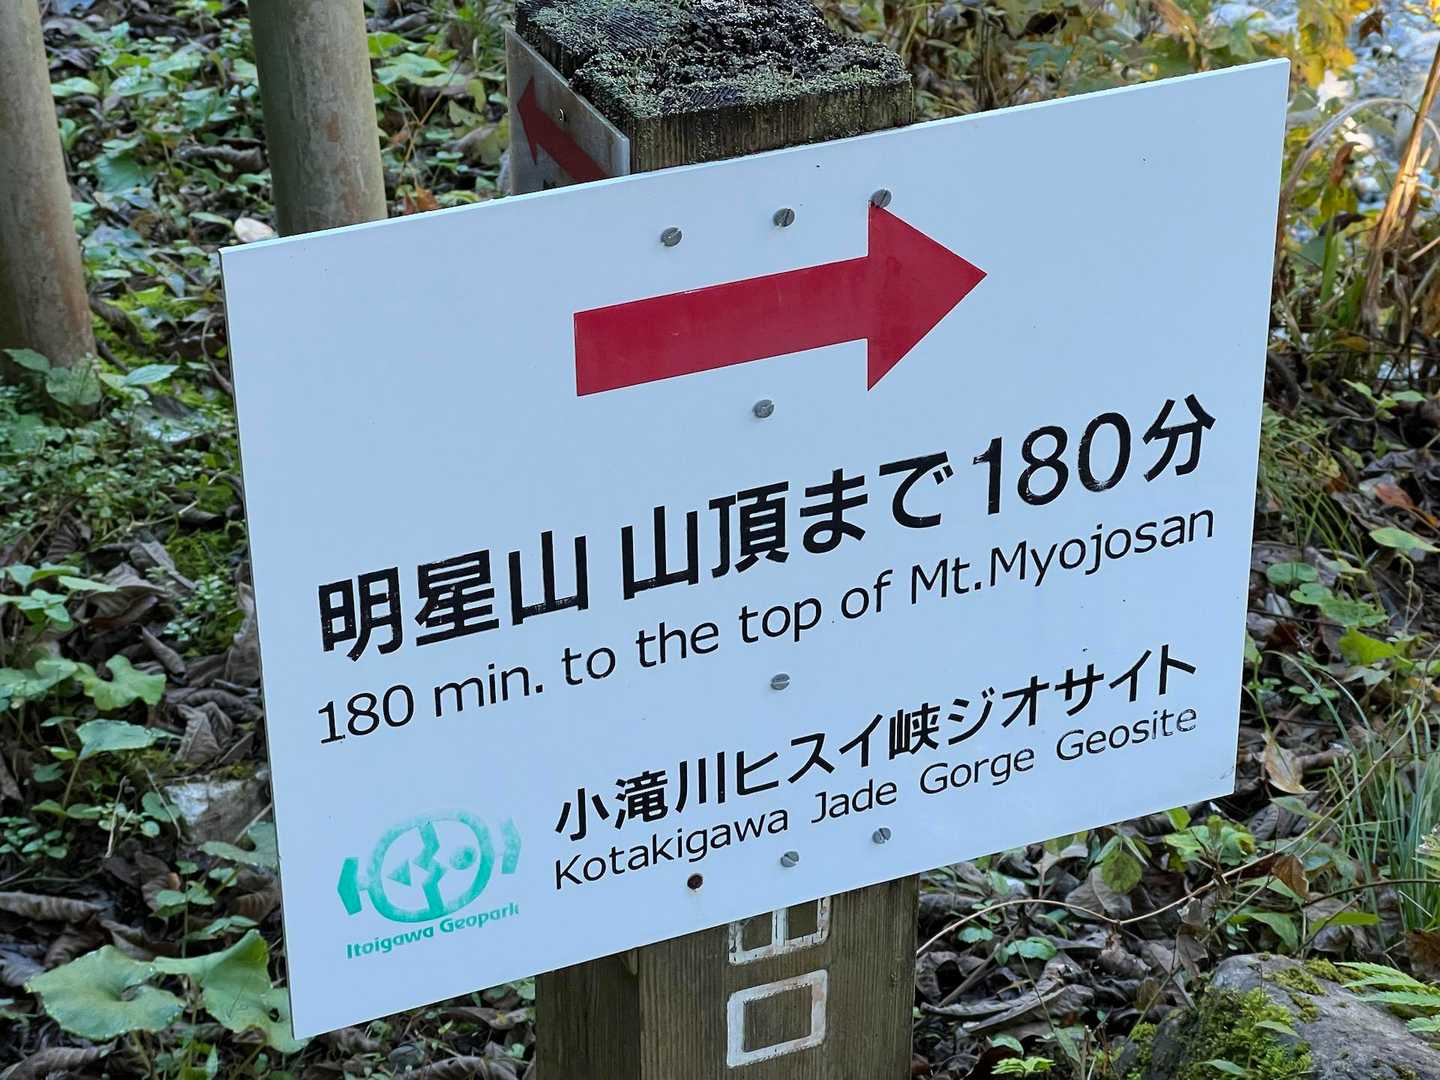 明星山 山頂まで180分
180 min. to the top of Mt.Myojosan
小滝川ヒスイ峡ジオサイト
Kotakigawa Jade Gorge Geosite
Itoigawa Geopark
口